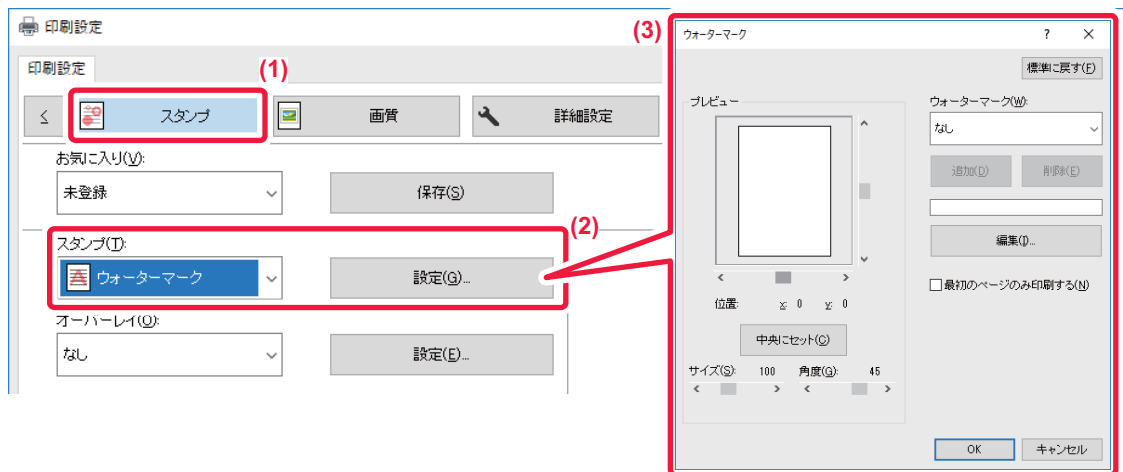 印刷設定
印刷設定
(1)
<
スタンプ
画質
詳細設定
お気に入り(V):
未登録
保存(S)
(2)
スタンプ(T):
ウォーターマーク
設定(G)...
オーバーレイ(O):
なし
設定(E)...
(3)
ウォーターマーク
?
標準に戻す(F)
プレビュー
位置:
x: 0
y: 0
中央にセット(C)
サイズ(S): 100
角度(G): 45
ウォーターマーク(W):
なし
追加(D)
削除(E)
編集(I)...
最初のページのみ印刷する(N)
OK
キャンセル